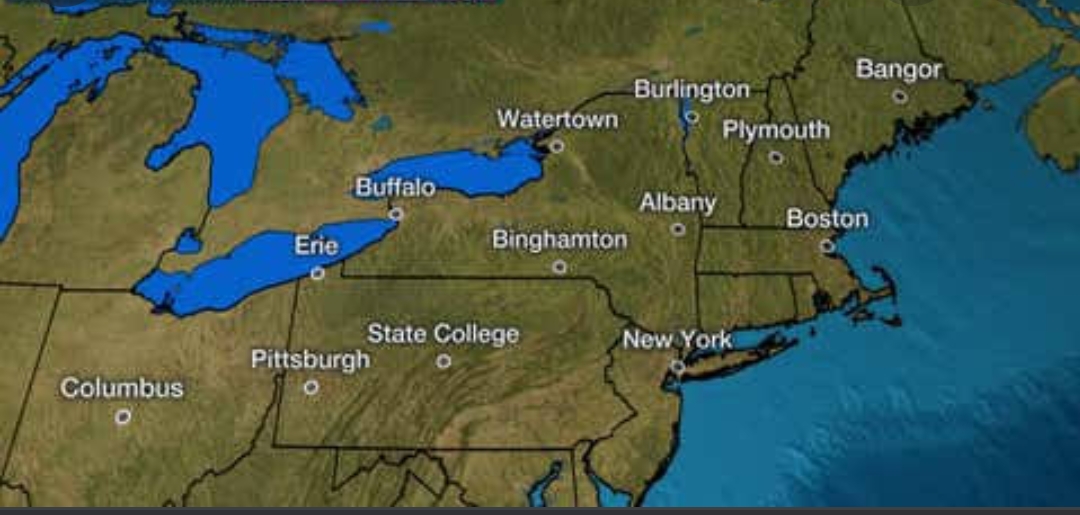 Bangor
Burlington
Watertown
Plymouth
Buffalo
Albany
Boston
Erie
Binghamton
State College
New York
Pittsburgh
Columbus